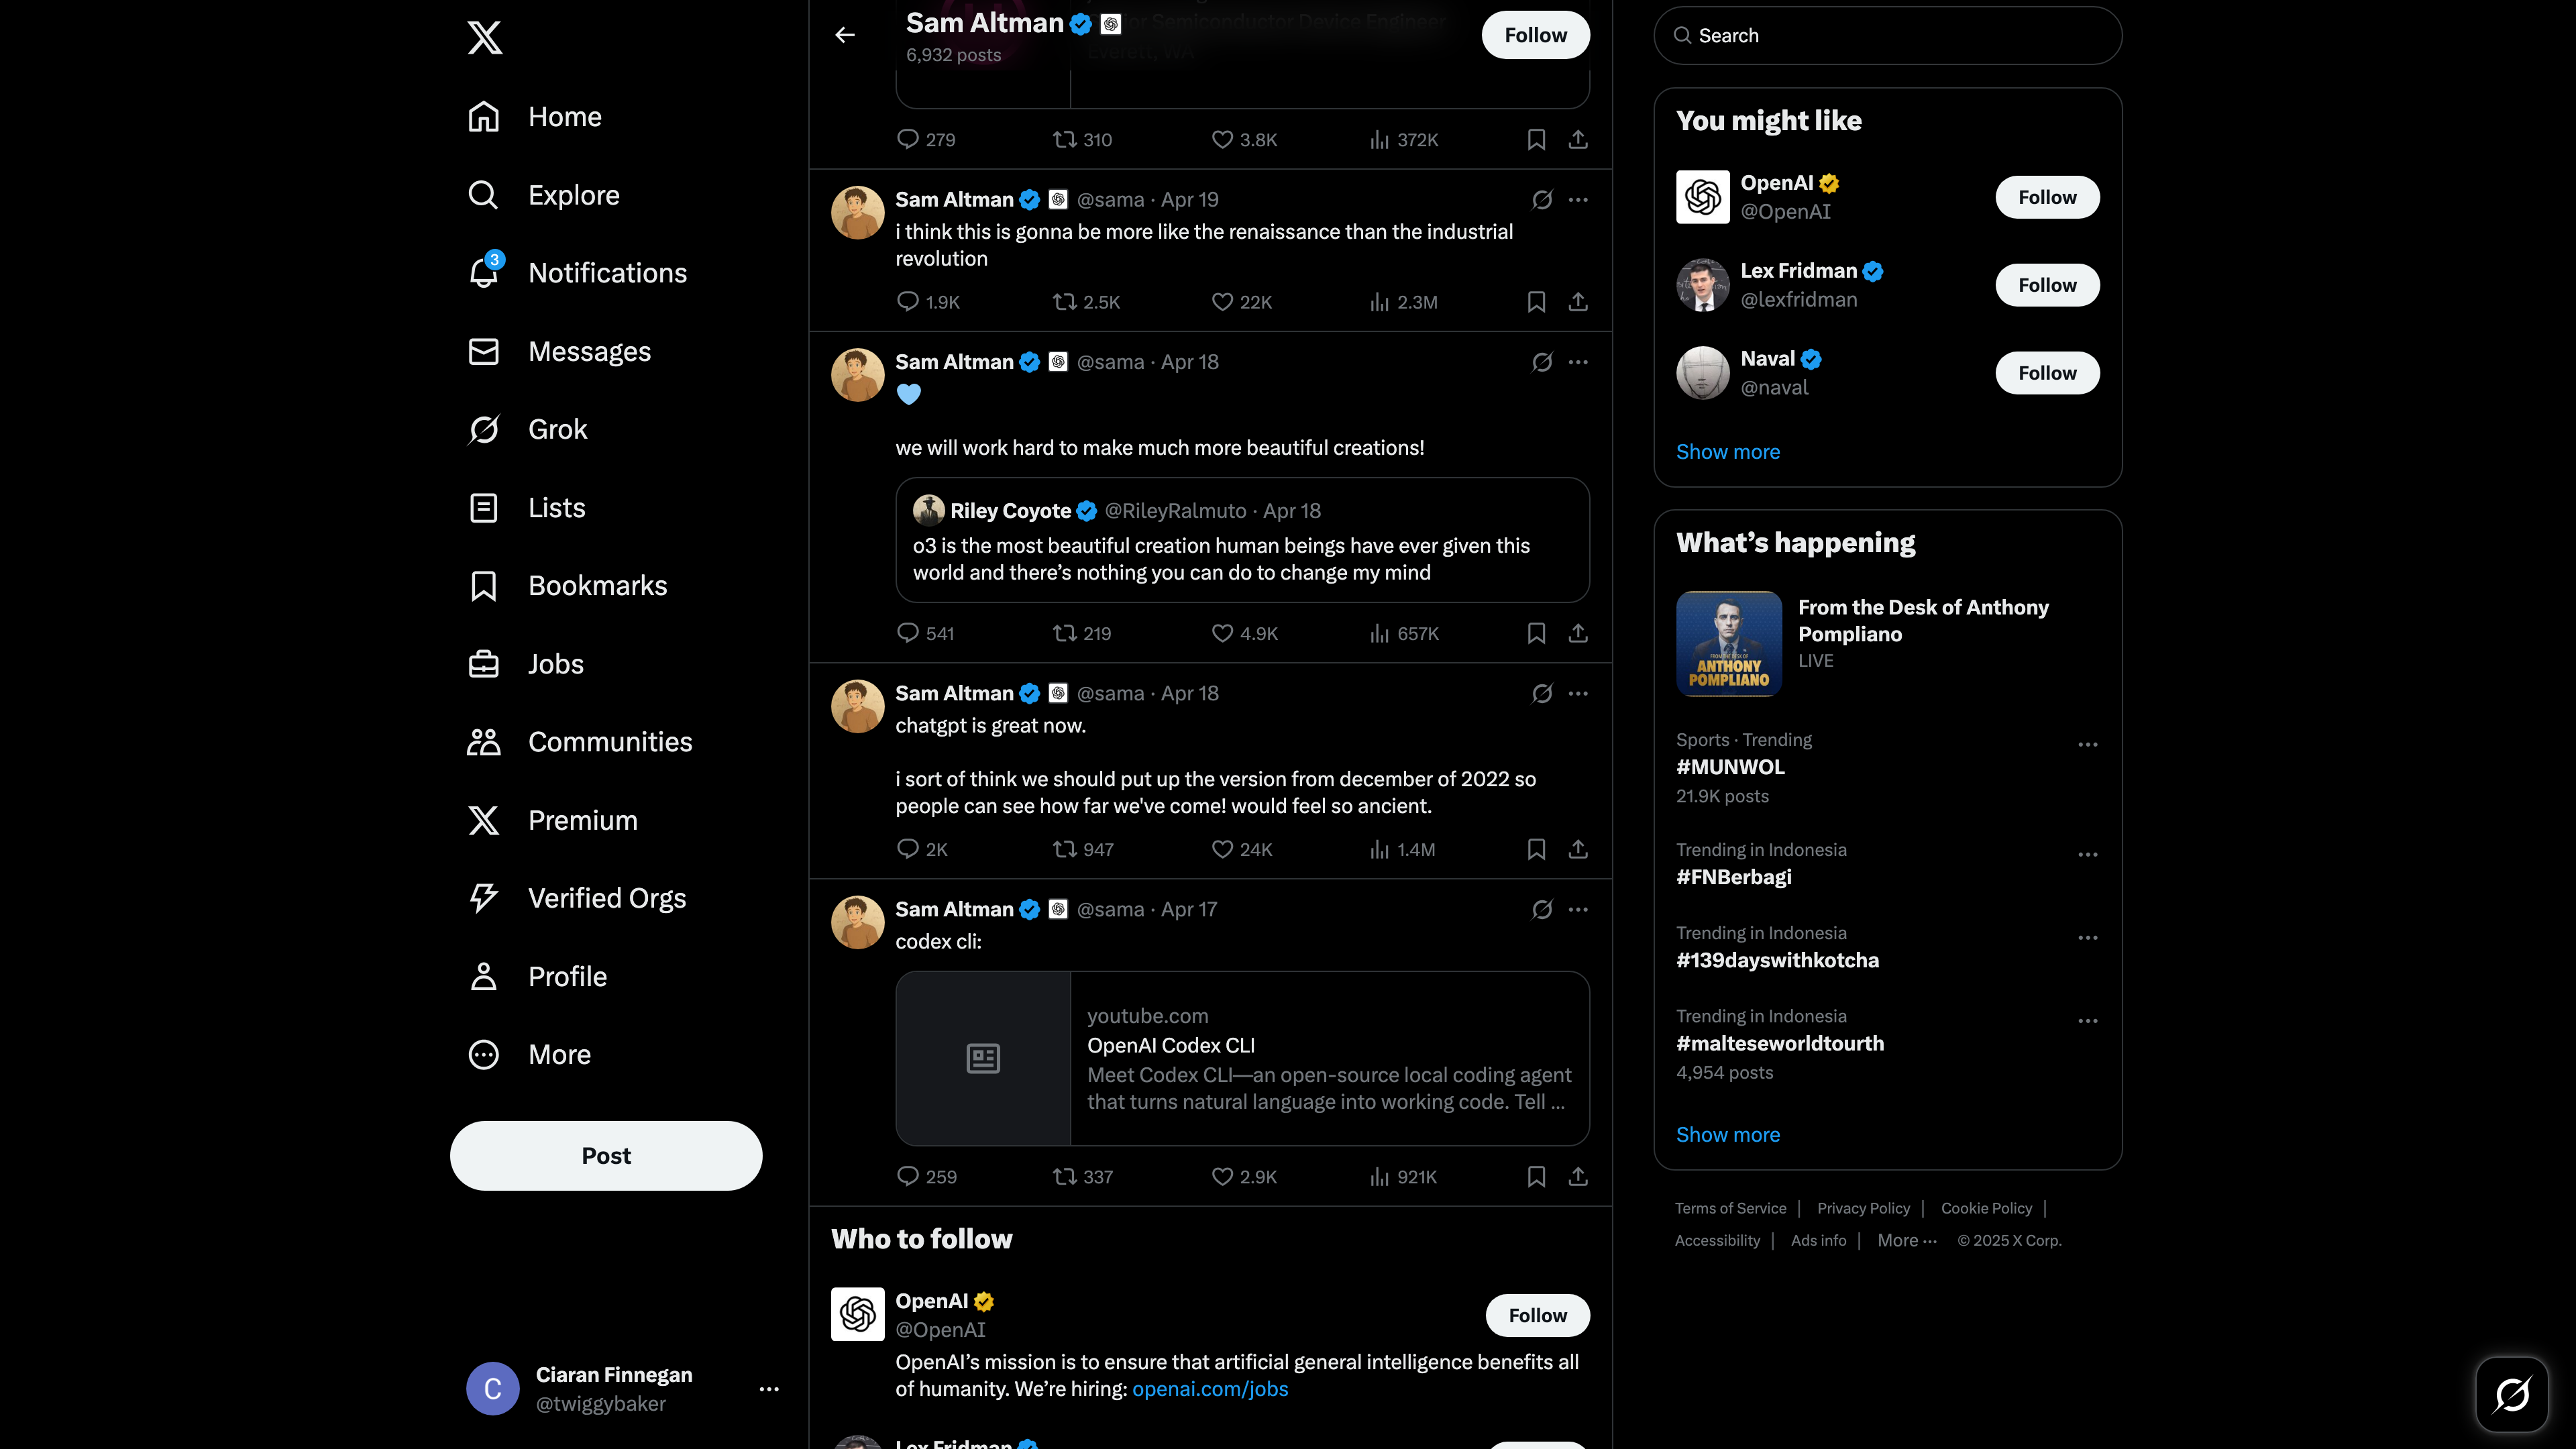 Home
Explore
3
Notifications
Messages
Grok
Lists
Bookmarks
Jobs
Communities
Premium
Verified Orgs
Profile
More
Post
C
Ciaran Finnegan
@twiggybaker
Sam Altman
6,932 posts
Follow
Semiconductor Device Engineer
Everett, WA
279 310 3.8K 372K
Sam Altman @sama · Apr 19
i think this is gonna be more like the renaissance than the industrial
revolution
1.9K 2.5K 22K 2.3M
Sam Altman @sama · Apr 18
we will work hard to make much more beautiful creations!
Riley Coyote @RileyRalmuto · Apr 18
o3 is the most beautiful creation human beings have ever given this
world and there’s nothing you can do to change my mind
541 219 4.9K 657K
Sam Altman @sama · Apr 18
chatgpt is great now.
i sort of think we should put up the version from december of 2022 so
people can see how far we've come! would feel so ancient.
2K 947 24K 1.4M
Sam Altman @sama · Apr 17
codex cli:
youtube.com
OpenAI Codex CLI
Meet Codex CLI—an open-source local coding agent
that turns natural language into working code. Tell ...
259 337 2.9K 921K
Who to follow
OpenAI
@OpenAI
Follow
OpenAI’s mission is to ensure that artificial general intelligence benefits all
of humanity. We’re hiring: openai.com/jobs
Lex Fridman
Search
You might like
OpenAI
@OpenAI
Follow
Lex Fridman
@lexfridman
Follow
Naval
@naval
Follow
Show more
What’s happening
FROM THE DESK OF
ANTHONY
POMPLIANO
From the Desk of Anthony
Pompliano
LIVE
Sports · Trending
#MUNWOL
21.9K posts
Trending in Indonesia
#FNBerbagi
Trending in Indonesia
#139dayswithkotcha
Trending in Indonesia
#malteseworldtourth
4,954 posts
Show more
Terms of Service | Privacy Policy | Cookie Policy |
Accessibility | Ads info | More ··· © 2025 X Corp.